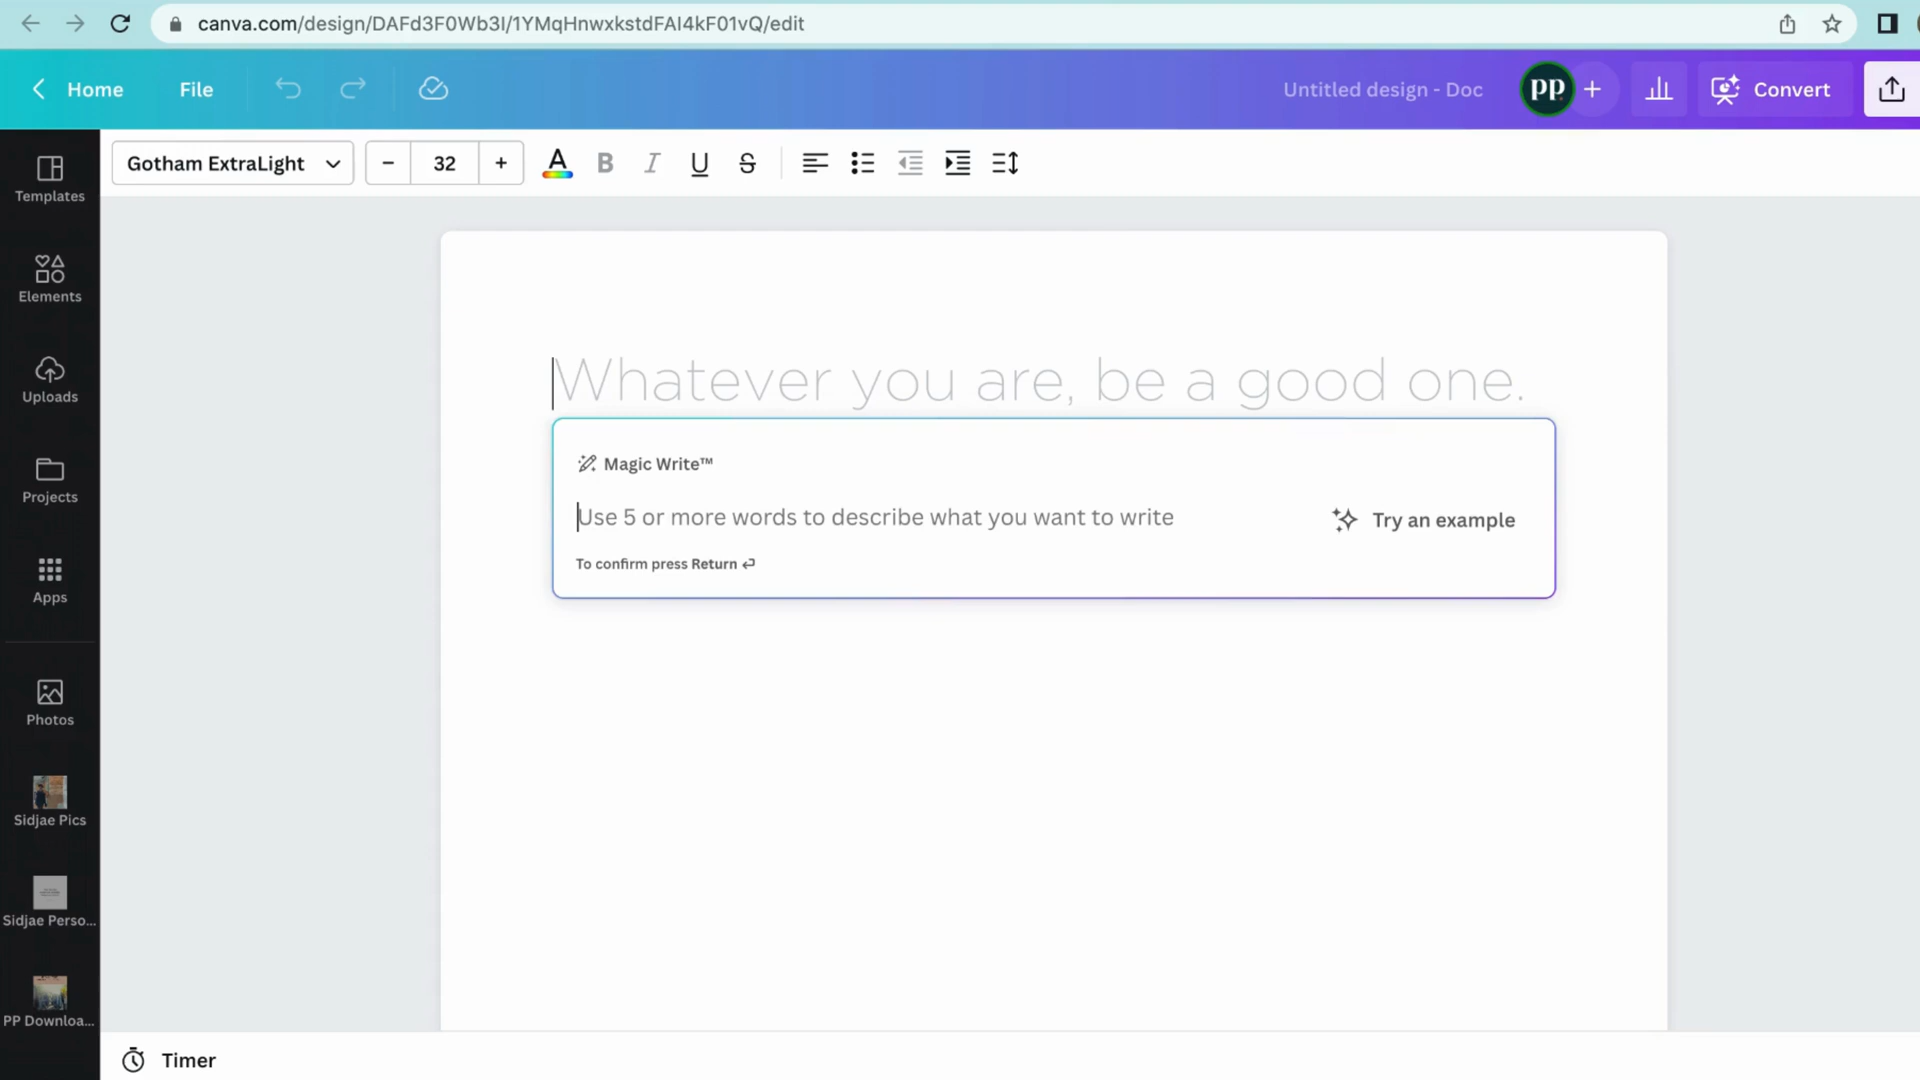 canva.com/design/DAFd3F0Wb3I/1YMqHnwxkstdFAI4kF01vQ/edit
Home
File
Untitled design - Doc
pp
Convert
Gotham ExtraLight
32
A
B
I
U
S
Templates
Elements
Uploads
Projects
Apps
Photos
Sidjae Pics
Sidjae Perso...
PP Downloa...
Whatever you are, be a good one.
Magic Write™
Use 5 or more words to describe what you want to write
Try an example
To confirm press Return ↵
Timer